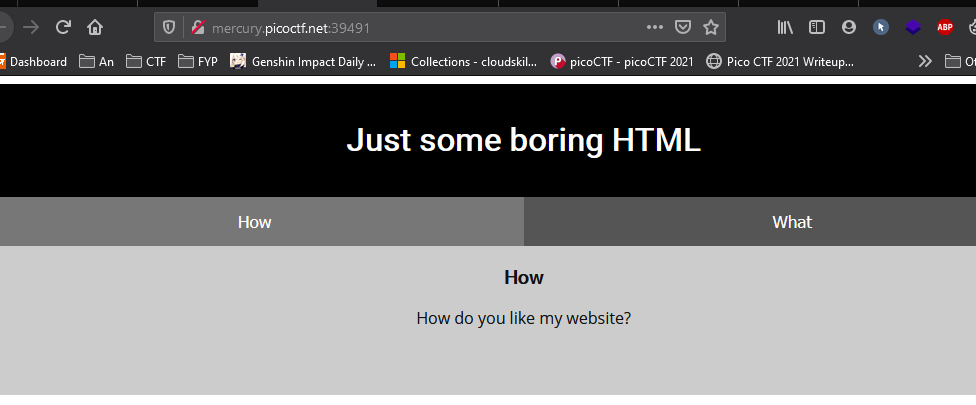 mercury.picoctf.net:39491
Dashboard An CTF FYP Genshin Impact Daily ... Collections - cloudskil... picoCTF - picoCTF 2021 Pico CTF 2021 Writeup...
ABP
Just some boring HTML
How What
How
How do you like my website?